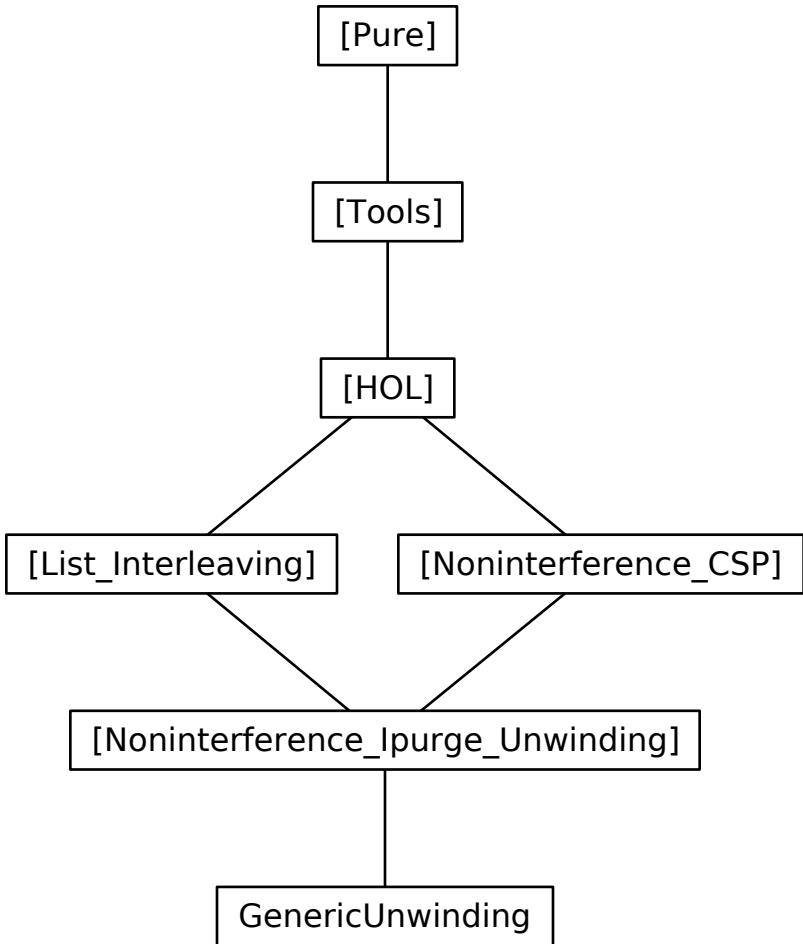 [Pure]
[Tools]
[HOL]
[List_Interleaving]
[Noninterference_CSP]
[Noninterference_Ipurge_Unwinding]
GenericUnwinding